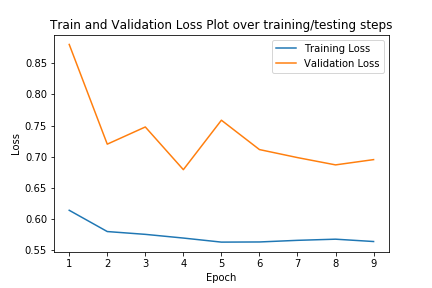 Train and Validation Loss Plot over training/testing steps
Training Loss
Validation Loss
0.85
0.80
0.75
0.70
0.65
0.60
0.55
Loss
1 2 3 4 5 6 7 8 9
Epoch